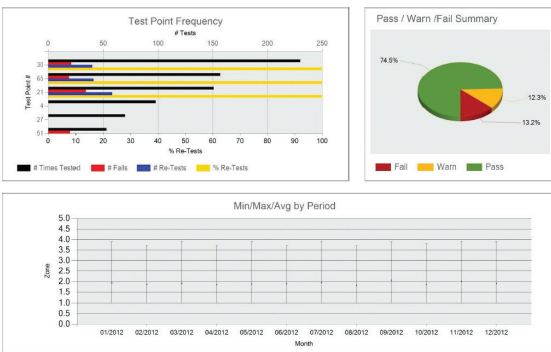 Test Point Frequency
# Tests
0 50 100 150 200 250
Test Point #
35
65
21
4
27
51
0 10 20 30 40 50 60 70 80 90 100
% Re-Tests
# Times Tested # Fails # Re-Tests % Re-Tests
Pass / Warn /Fail Summary
74.5%
12.3%
13.2%
Fail Warn Pass
Min/Max/Avg by Period
Zone
5.0
4.5
4.0
3.5
3.0
2.5
2.0
1.5
1.0
0.5
0.0
01/2012 02/2012 03/2012 04/2012 05/2012 06/2012 07/2012 08/2012 09/2012 10/2012 11/2012 12/2012
Month